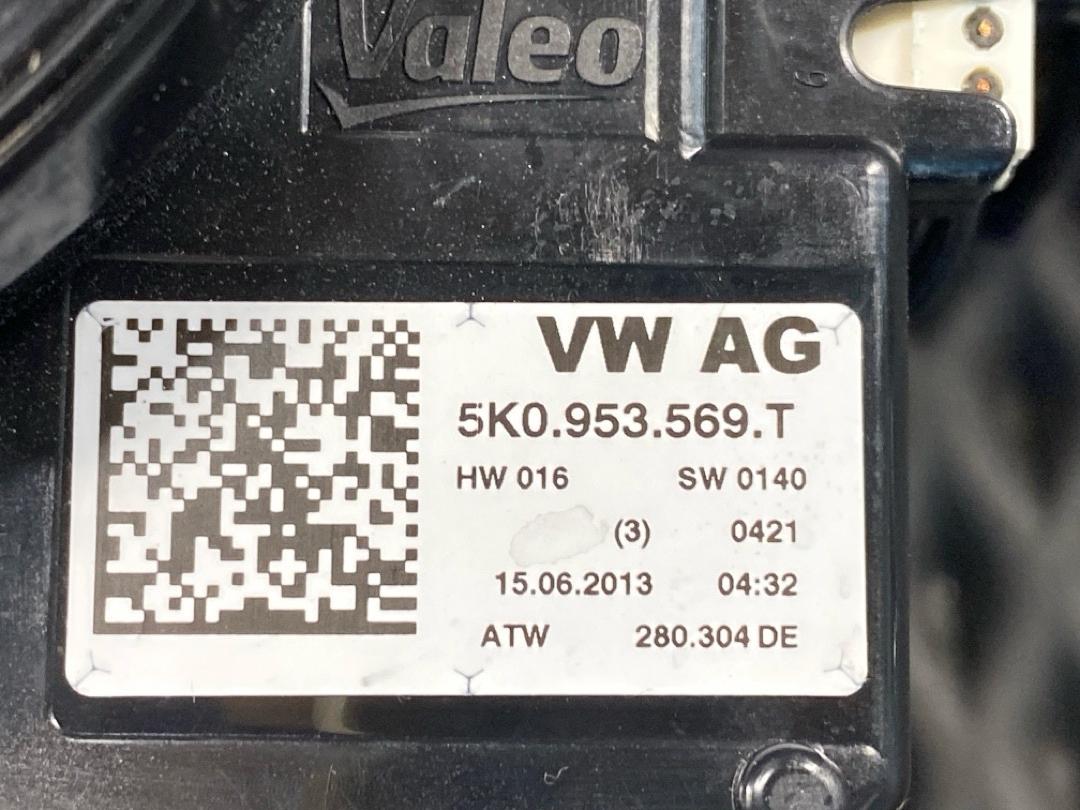 Valeo
6
VW AG
5K0.953.569.T
HW 016 SW 0140
(3) 0421
15.06.2013 04:32
ATW 280.304 DE